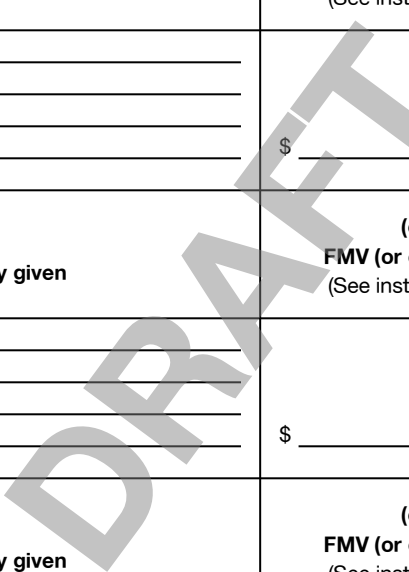 (See inst
$
(
y given
FMV (or
(See inst
$
(
y given
FMV (or
(See inst
DRAFT